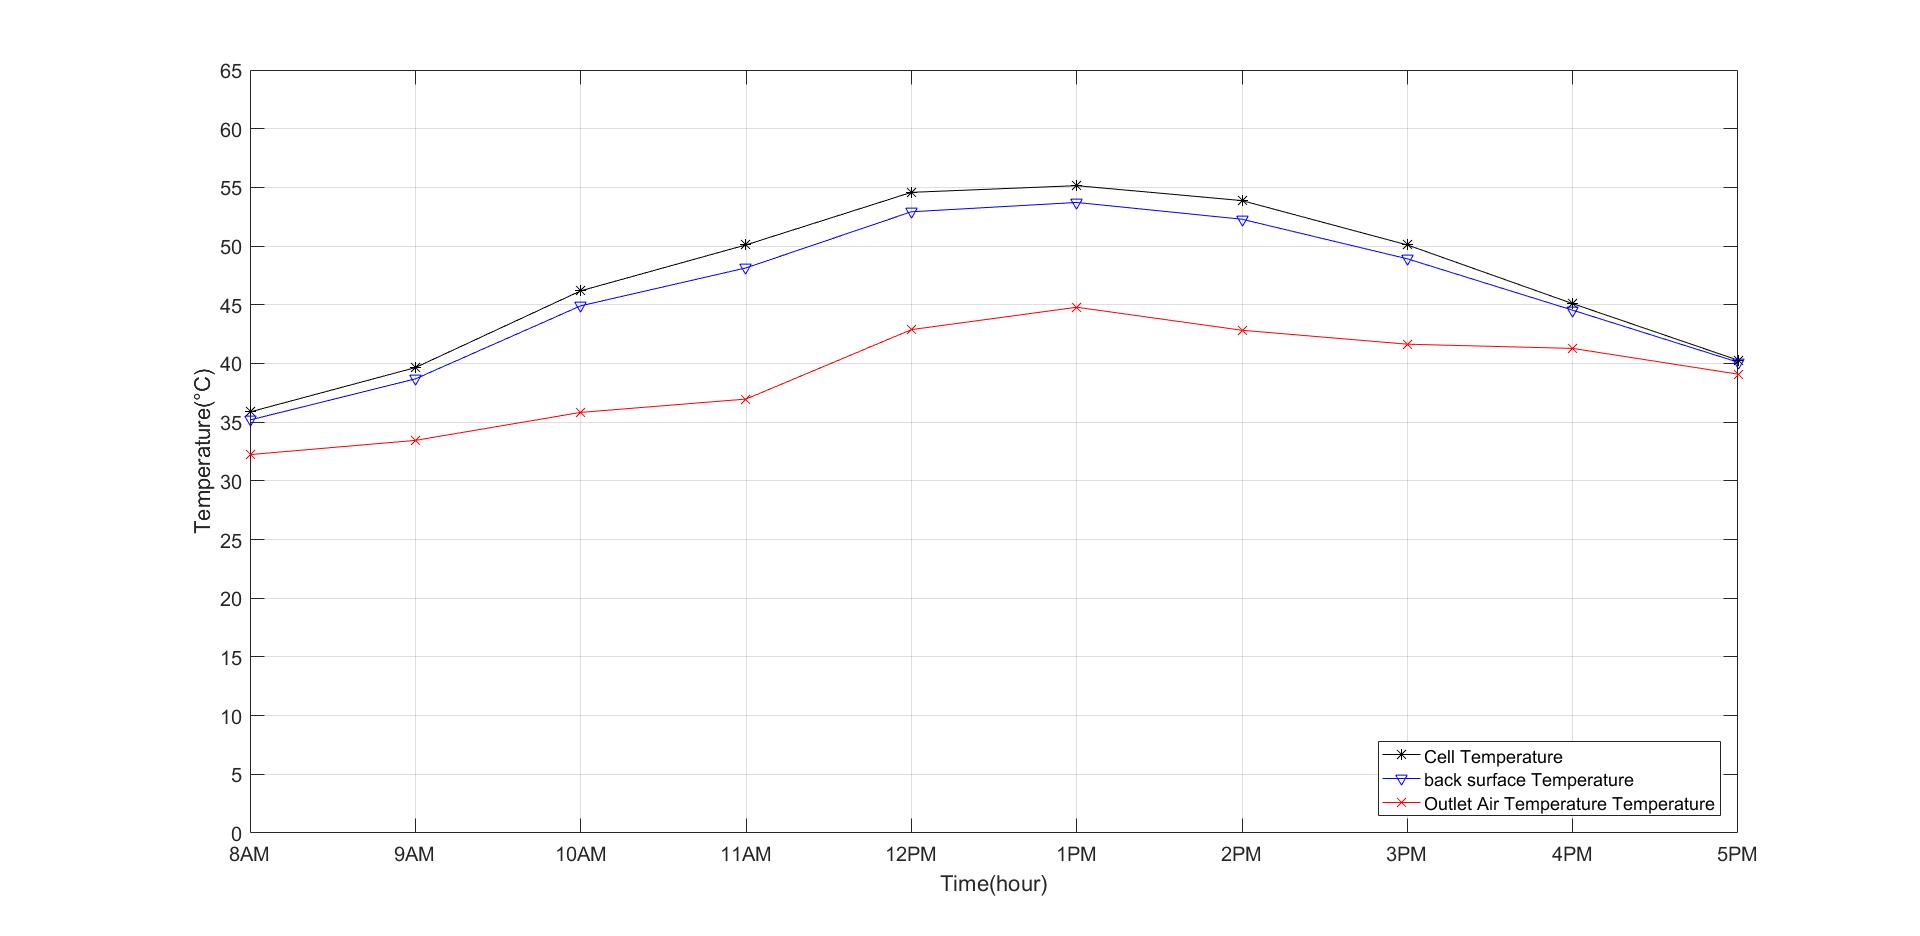 65
60
55
50
45
40
35
30
25
20
15
10
5
0
Temperature(°C)
8AM 9AM 10AM 11AM 12PM 1PM 2PM 3PM 4PM 5PM
Time(hour)
Cell Temperature
back surface Temperature
Outlet Air Temperature Temperature